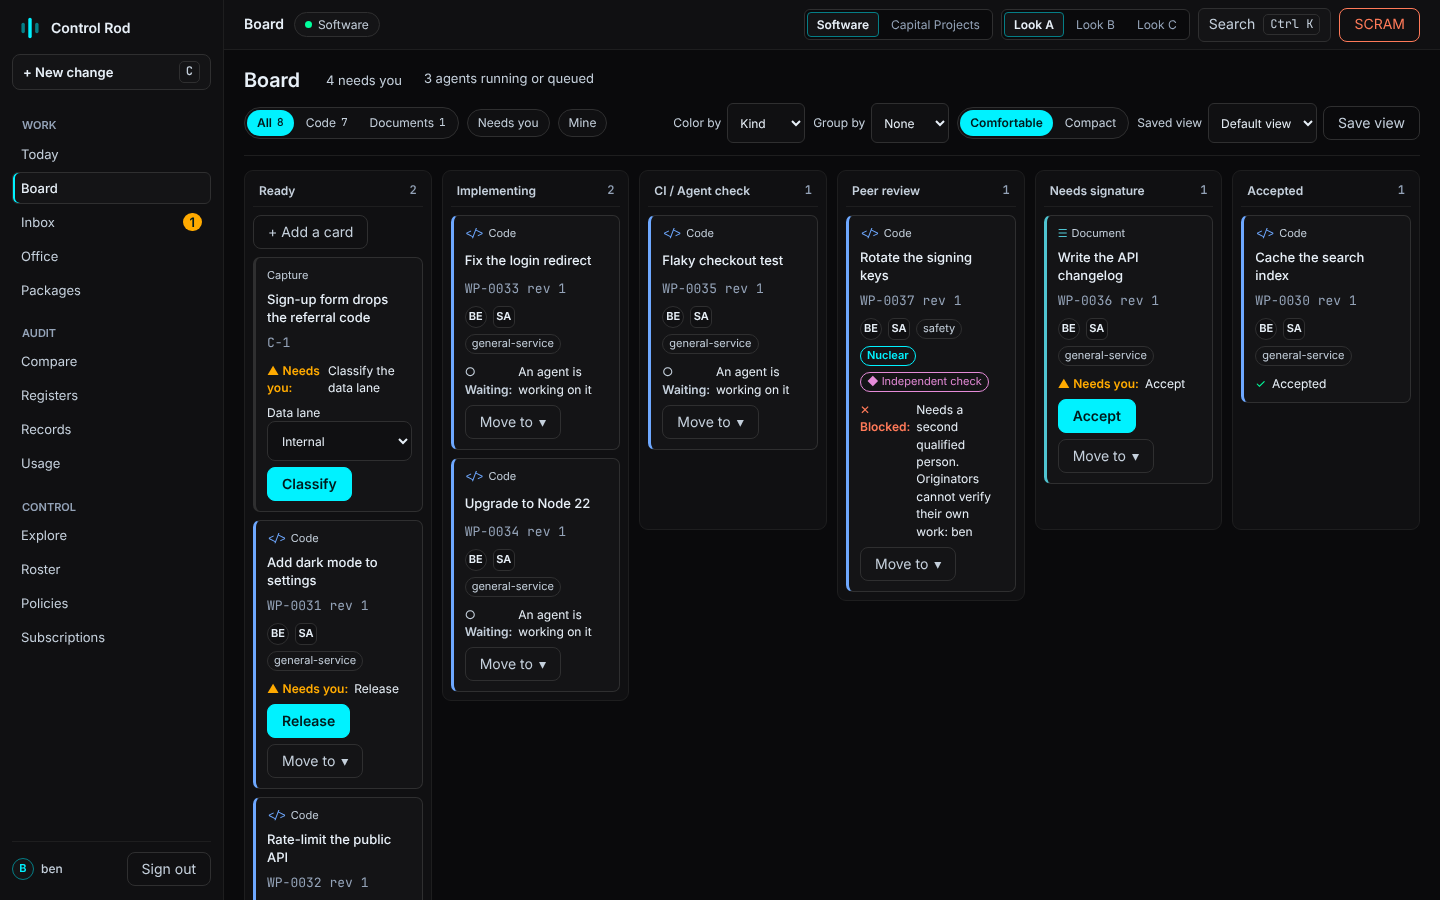 Control Rod
+ New change C
WORK
Today
Board
Inbox 1
Office
Packages
AUDIT
Compare
Registers
Records
Usage
CONTROL
Explore
Roster
Policies
Subscriptions
B ben Sign out
Board Software
Software Capital Projects Look A Look B Look C Search Ctrl K SCRAM
Board 4 needs you 3 agents running or queued
All 8 Code 7 Documents 1 Needs you Mine
Color by Kind Group by None Comfortable Compact Saved view Default view Save view
Ready 2
+ Add a card
Capture
Sign-up form drops
the referral code
C-1
▲ Needs
you:
Classify the
data lane
Data lane
Internal
Classify
</> Code
Add dark mode to
settings
WP-0031 rev 1
BE SA
general-service
▲ Needs you: Release
Release
Move to ▾
</> Code
Rate-limit the public
API
WP-0032 rev 1
Implementing 2
</> Code
Fix the login redirect
WP-0033 rev 1
BE SA
general-service
○
Waiting:
An agent is
working on it
Move to ▾
</> Code
Upgrade to Node 22
WP-0034 rev 1
BE SA
general-service
○
Waiting:
An agent is
working on it
Move to ▾
CI / Agent check 1
</> Code
Flaky checkout test
WP-0035 rev 1
BE SA
general-service
○
Waiting:
An agent is
working on it
Move to ▾
Peer review 1
</> Code
Rotate the signing
keys
WP-0037 rev 1
BE SA safety
Nuclear
◆ Independent check
✕
Blocked:
Needs a
second
qualified
person.
Originators
cannot verify
their own
work: ben
Move to ▾
Needs signature 1
☰ Document
Write the API
changelog
WP-0036 rev 1
BE SA
general-service
▲ Needs you: Accept
Accept
Move to ▾
Accepted 1
</> Code
Cache the search
index
WP-0030 rev 1
BE SA
general-service
✓ Accepted